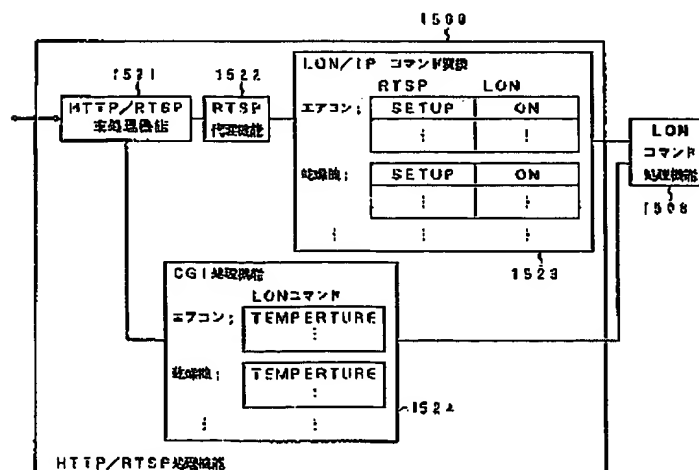 1509
1521
1522
HTTP/RTSP
主処理機能
RTSP
代理機能
LON/IP コマンド変換
RTSP LON
エアコン; SETUP ON
乾燥機; SETUP ON
1523
LON
コマンド
処理機能
1508
CGI処理機能
LONコマンド
エアコン; TEMPERTURE
乾燥機; TEMPERTURE
1524
HTTP/RTSP処理機能